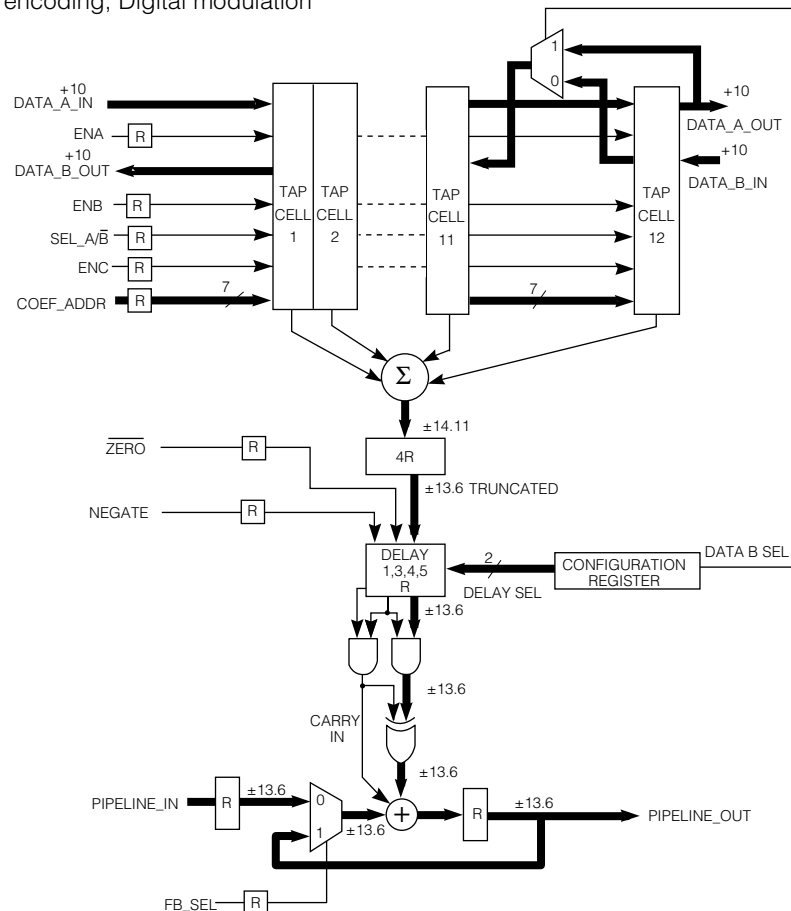 encoding, Digital modulation
1
0
+10
DATA_A_IN
+10
DATA_A_OUT
ENA
R
+10
DATA_B_OUT
+10
DATA_B_IN
TAP
CELL
1
TAP
CELL
2
TAP
CELL
11
TAP
CELL
12
ENB
R
SEL_A/B̅
R
ENC
R
COEF_ADDR
R
7
7
Σ
±14.11
4R
±13.6 TRUNCATED
Z̅E̅R̅O̅
R
NEGATE
R
DELAY
1,3,4,5
R
2
DELAY SEL
CONFIGURATION
REGISTER
DATA B SEL
±13.6
±13.6
CARRY
IN
±13.6
PIPELINE_IN
R
±13.6
0
1
±13.6
+
R
±13.6
PIPELINE_OUT
FB_SEL
R